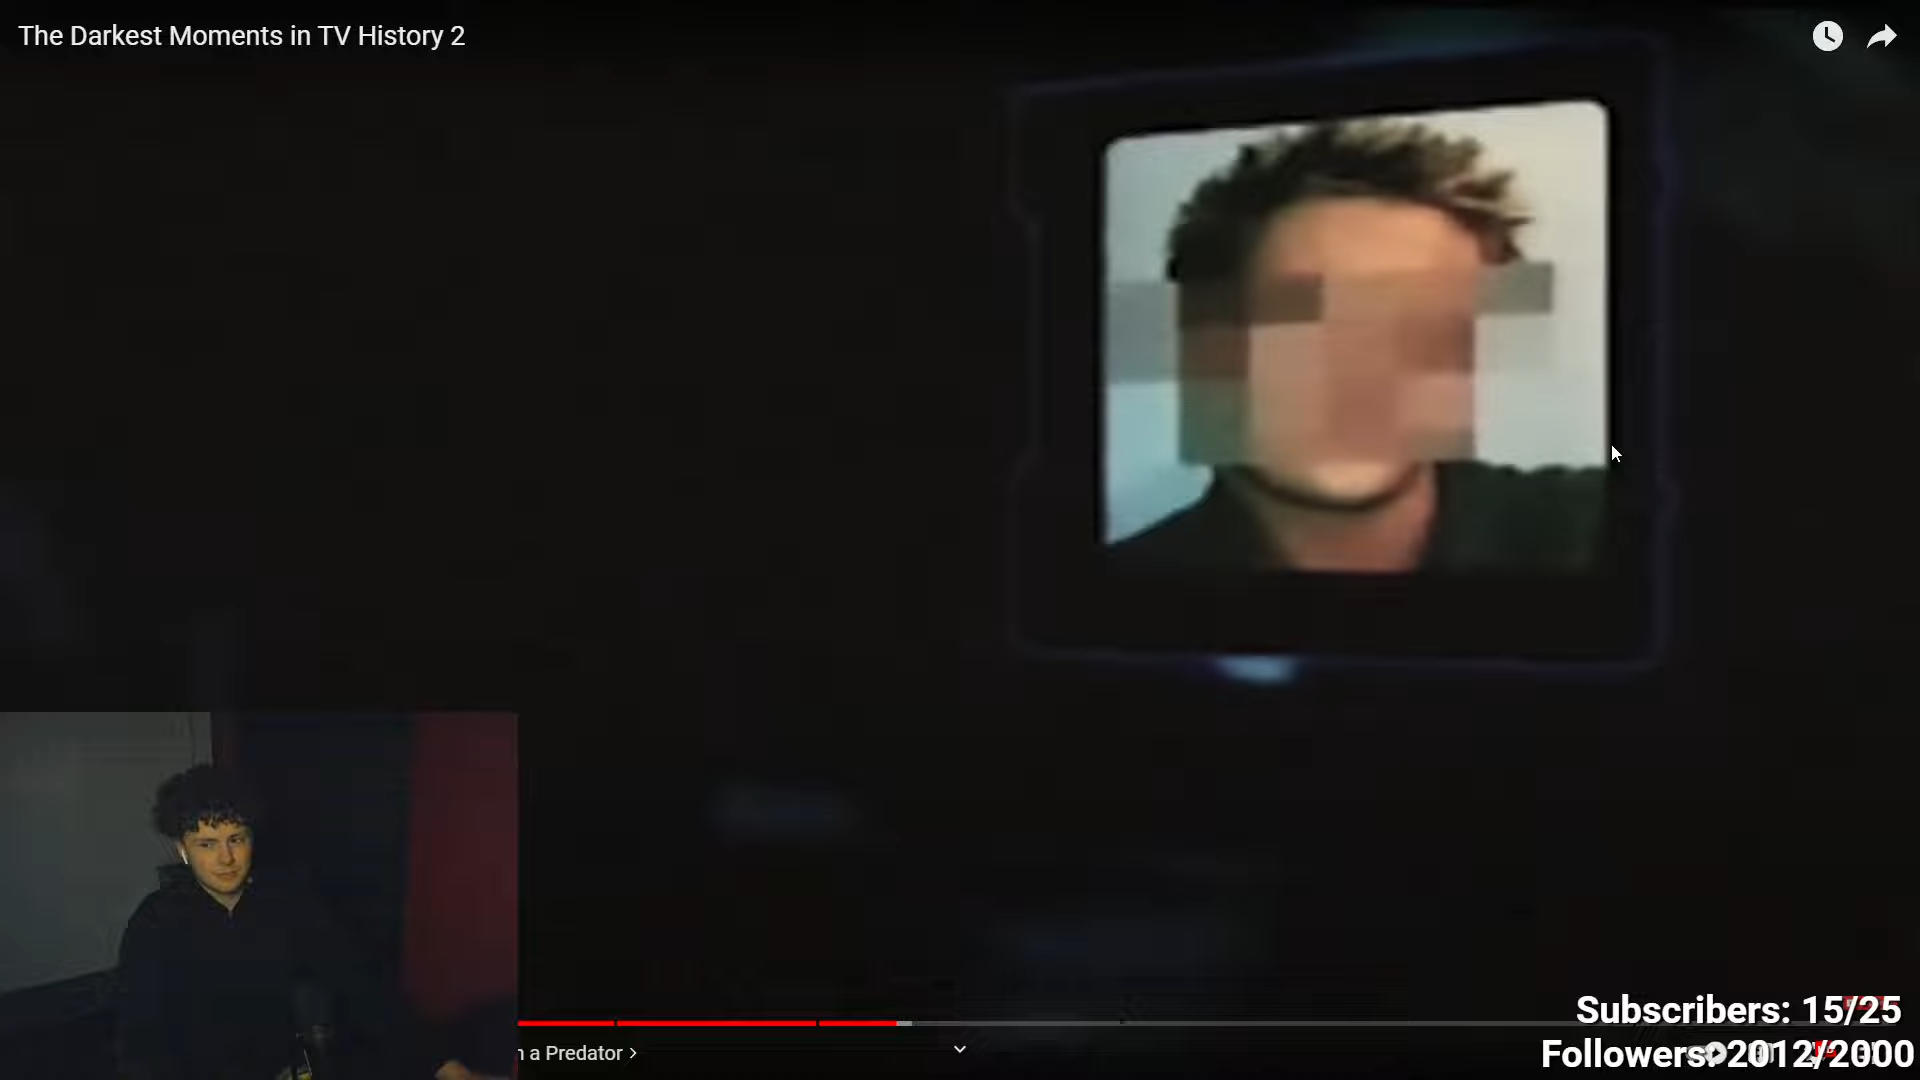 The Darkest Moments in TV History 2
n a Predator
Subscribers: 15/25
Followers: 2012/2000